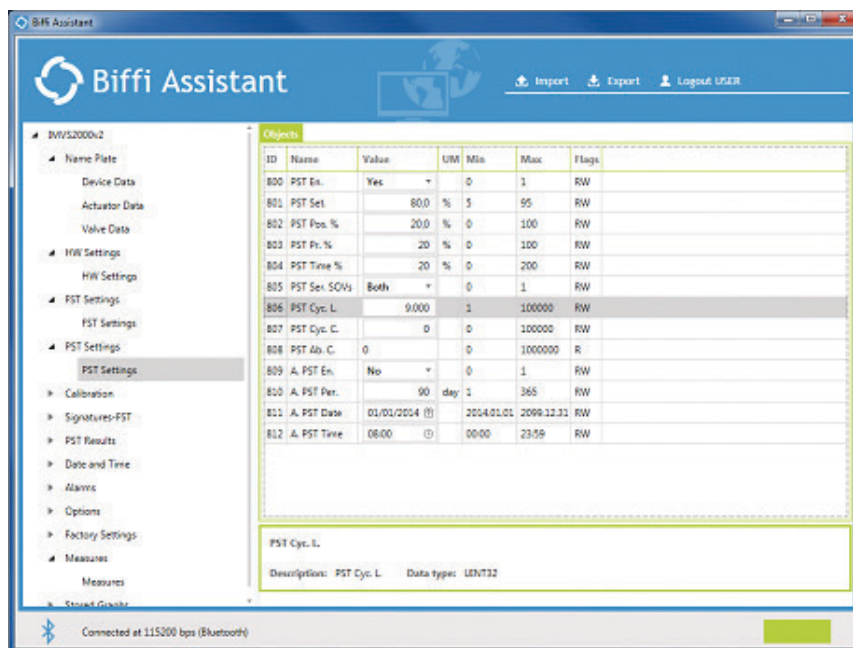 Biffi Assistant
Biffi Assistant
Import Export Logout USER
IMVS2000v2
Name Plate
Device Data
Actuator Data
Valve Data
HW Settings
HW Settings
FST Settings
FST Settings
PST Settings
PST Settings
Calibration
Signatures-FST
PST Results
Date and Time
Alarms
Options
Factory Settings
Measures
Measures
Stored Graphs
Objects
ID Name Value UM Min Max Flags
800 PST En. Yes 0 1 RW
801 PST Set. 80,0 % 5 95 RW
802 PST Pos. % 20,0 % 0 100 RW
803 PST Pr. % 20 % 0 100 RW
804 PST Time % 20 % 0 200 RW
805 PST Ser. SOVs Both 0 1 RW
806 PST Cyc. L. 9.000 1 100000 RW
807 PST Cyc. C. 0 0 100000 RW
808 PST Ab. C. 0 0 1000000 R
809 A. PST En. No 0 1 RW
810 A. PST Per. 90 day 1 365 RW
811 A. PST Date 01/01/2014 2014.01.01 2099.12.31 RW
812 A. PST Time 08:00 00:00 23:59 RW
PST Cyc. L.
Description: PST Cyc. L. Data type: UINT32
Connected at 115200 bps (Bluetooth)